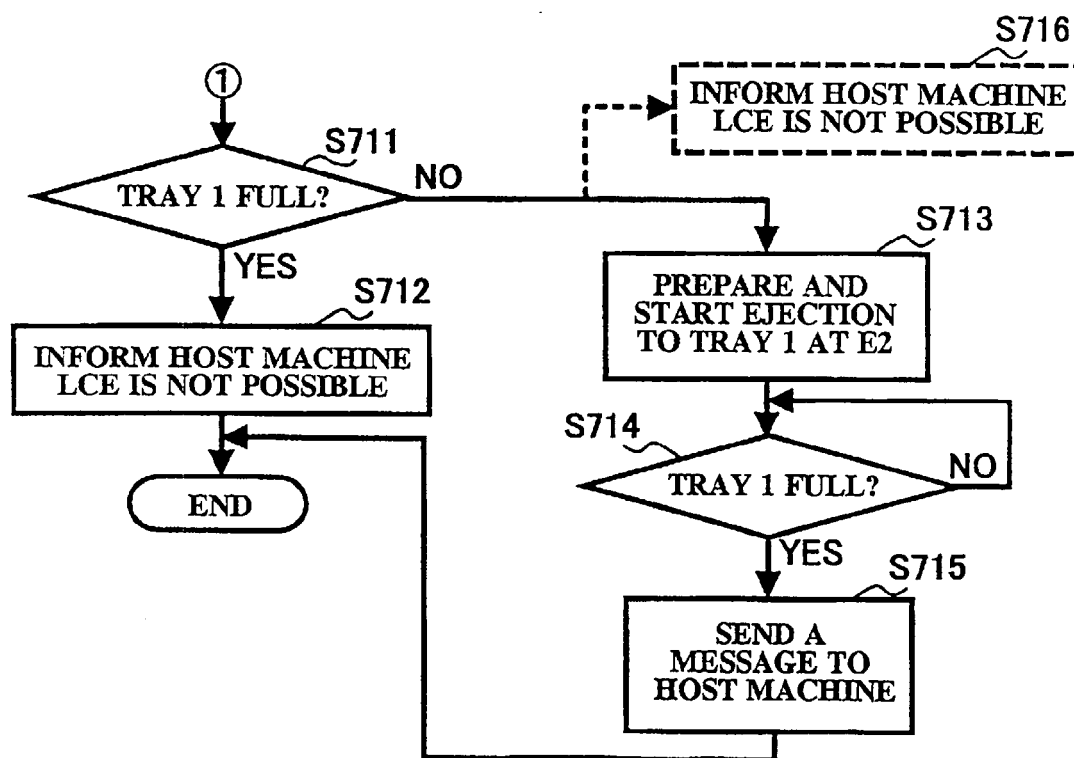 S716
INFORM HOST MACHINE
LCE IS NOT POSSIBLE
1
S711
TRAY 1 FULL?
NO
YES
S712
INFORM HOST MACHINE
LCE IS NOT POSSIBLE
END
S713
PREPARE AND
START EJECTION
TO TRAY 1 AT E2
S714
TRAY 1 FULL?
NO
YES
S715
SEND A
MESSAGE TO
HOST MACHINE